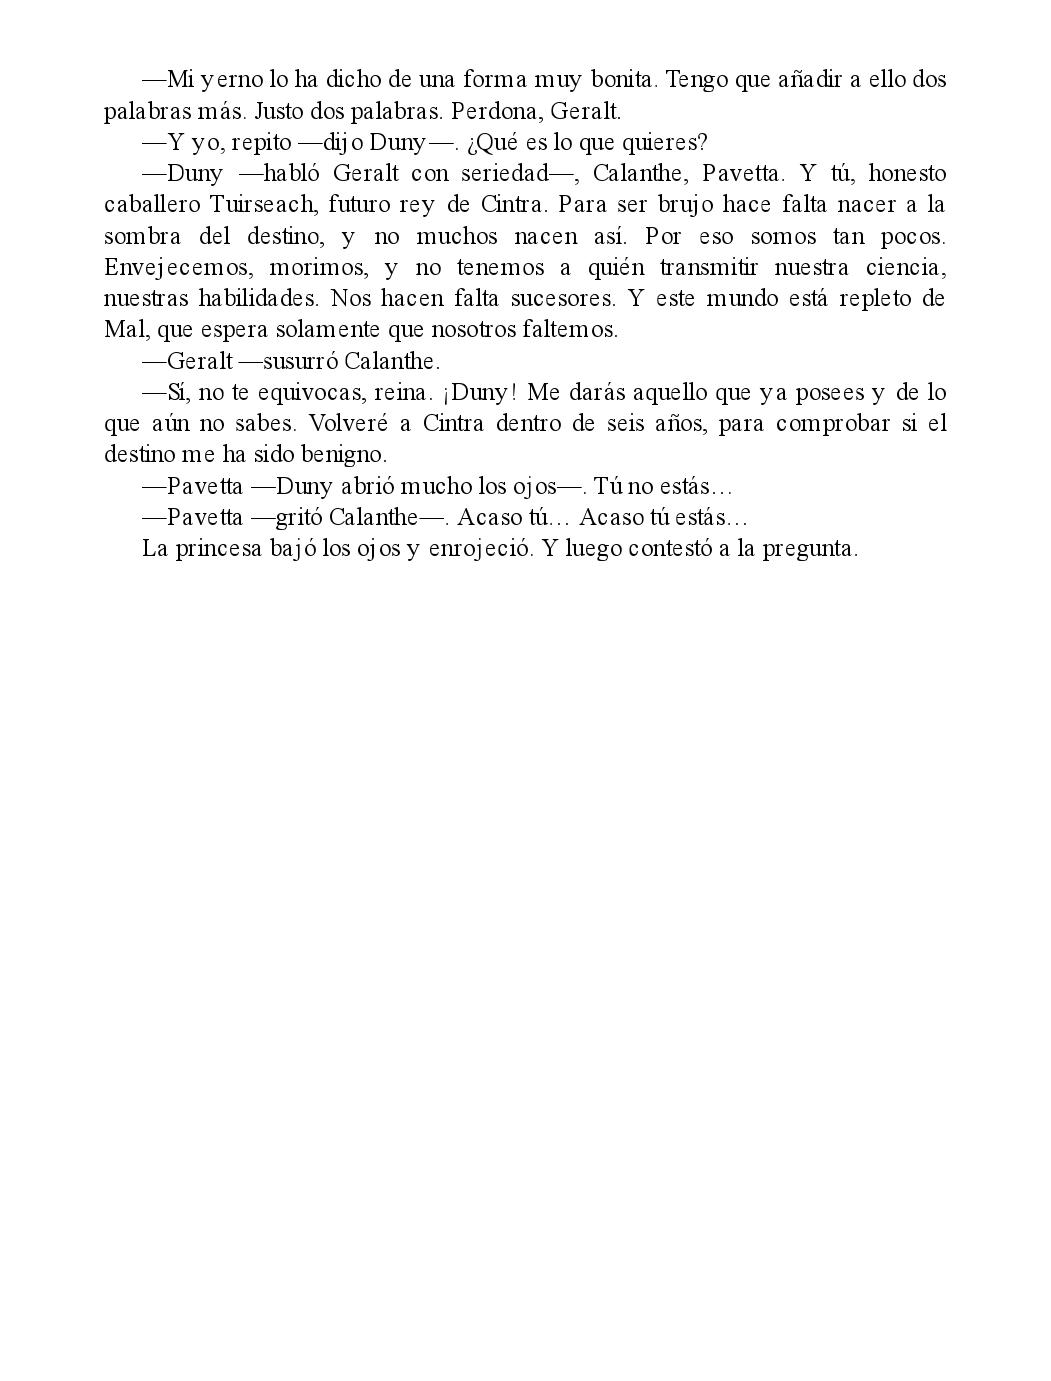 —Mi yerno lo ha dicho de una forma muy bonita. Tengo que añadir a ello dos
palabras más. Justo dos palabras. Perdona, Geralt.
—Y yo, repito —dijo Duny—. ¿Qué es lo que quieres?
—Duny —habló Geralt con seriedad—, Calanthe, Pavetta. Y tú, honesto
caballero Tuirseach, futuro rey de Cintra. Para ser brujo hace falta nacer a la
sombra del destino, y no muchos nacen así. Por eso somos tan pocos.
Envejecemos, morimos, y no tenemos a quién transmitir nuestra ciencia,
nuestras habilidades. Nos hacen falta sucesores. Y este mundo está repleto de
Mal, que espera solamente que nosotros faltemos.
—Geralt —susurró Calanthe.
—Sí, no te equivocas, reina. ¡Duny! Me darás aquello que ya posees y de lo
que aún no sabes. Volveré a Cintra dentro de seis años, para comprobar si el
destino me ha sido benigno.
—Pavetta —Duny abrió mucho los ojos—. Tú no estás…
—Pavetta —gritó Calanthe—. Acaso tú… Acaso tú estás…
La princesa bajó los ojos y enrojeció. Y luego contestó a la pregunta.